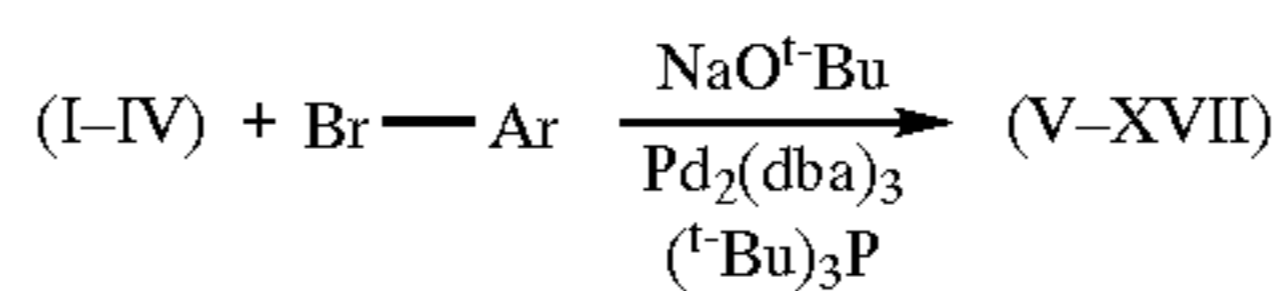 NaOᵗ⁻Bu
(I–IV) + Br—Ar (V–XVII)
Pd₂(dba)₃
(ᵗ⁻Bu)₃P